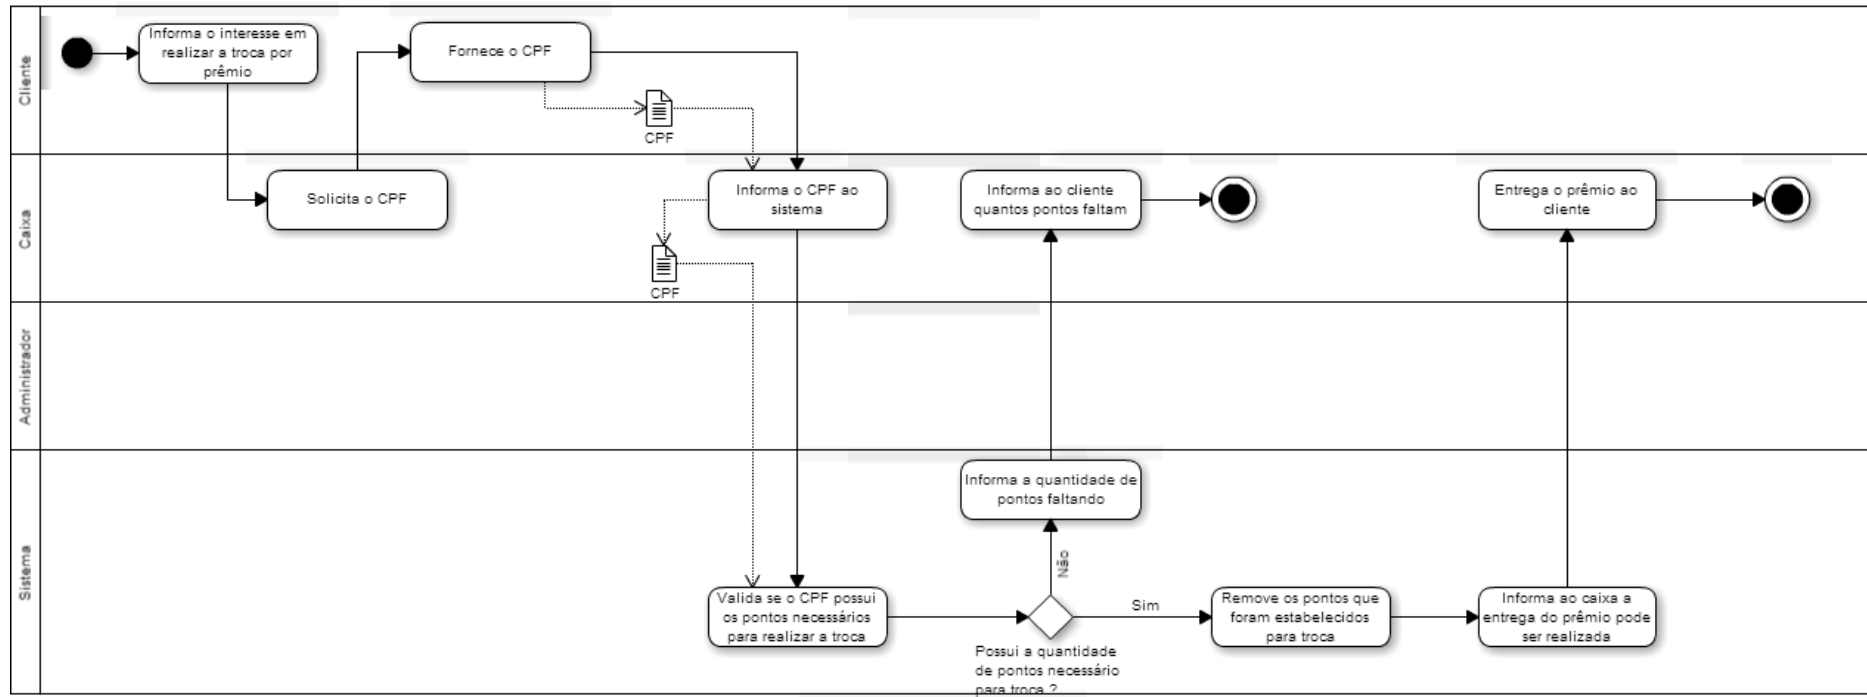 Cliente
Informa o interesse em
realizar a troca por
prêmio
Fornece o CPF
CPF
Caixa
Solicita o CPF
Informa o CPF ao
sistema
CPF
Informa ao cliente
quantos pontos faltam
Entrega o prêmio ao
cliente
Administrador
Sistema
Informa a quantidade de
pontos faltando
Não
Valida se o CPF possui
os pontos necessários
para realizar a troca
Possui a quantidade
de pontos necessário
para troca ?
Sim
Remove os pontos que
foram estabelecidos
para troca
Informa ao caixa a
entrega do prêmio pode
ser realizada